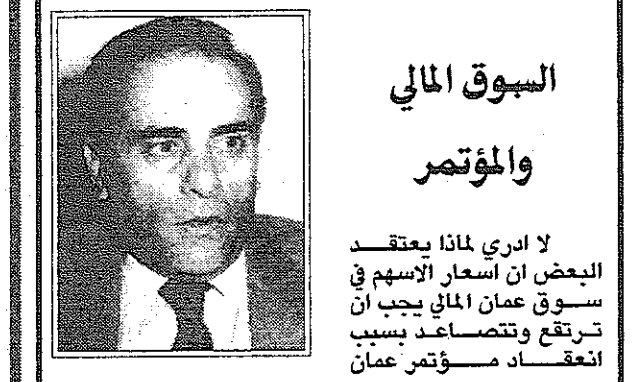 السوق المالي
والمؤتمر
لا ادري لماذا يعتقد
البعض ان اسعار الاسهم في
سوق عمان المالي يجب ان
ترتفع وتتصاعد بسبب
انعقاد مؤتمر عمان